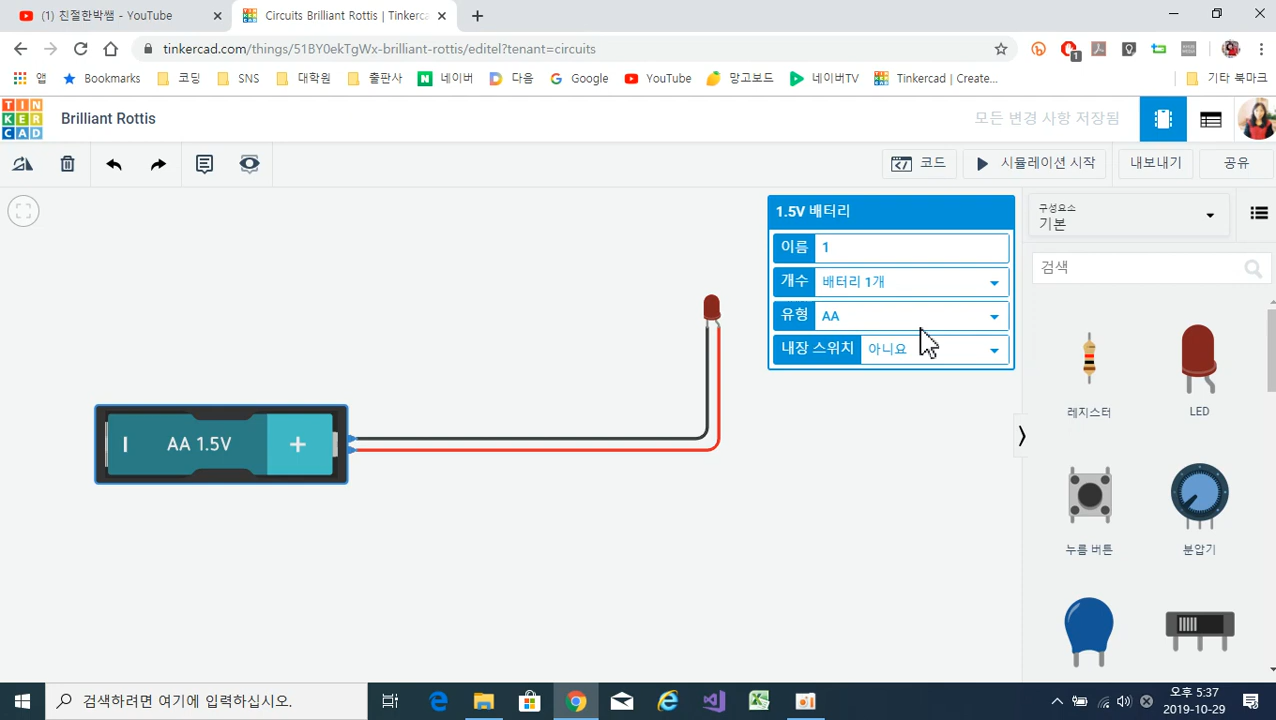 (1) 친절한박쌤 - YouTube
Circuits Brilliant Rottis | Tinkerca
tinkercad.com/things/51BY0ekTgWx-brilliant-rottis/editel?tenant=circuits
앱 Bookmarks 코딩 SNS 대학원 출판사 네이버 다음 Google YouTube 망고보드 네이버TV Tinkercad | Create... 기타 북마크
TIN
KER
CAD
Brilliant Rottis
모든 변경 사항 저장됨
코드
시뮬레이션 시작
내보내기
공유
1.5V 배터리
이름 1
개수 배터리 1개
유형 AA
내장 스위치 아니요
구성요소
기본
검색
레지스터
LED
누름 버튼
분압기
AA 1.5V +
검색하려면 여기에 입력하십시오.
오후 5:37
2019-10-29